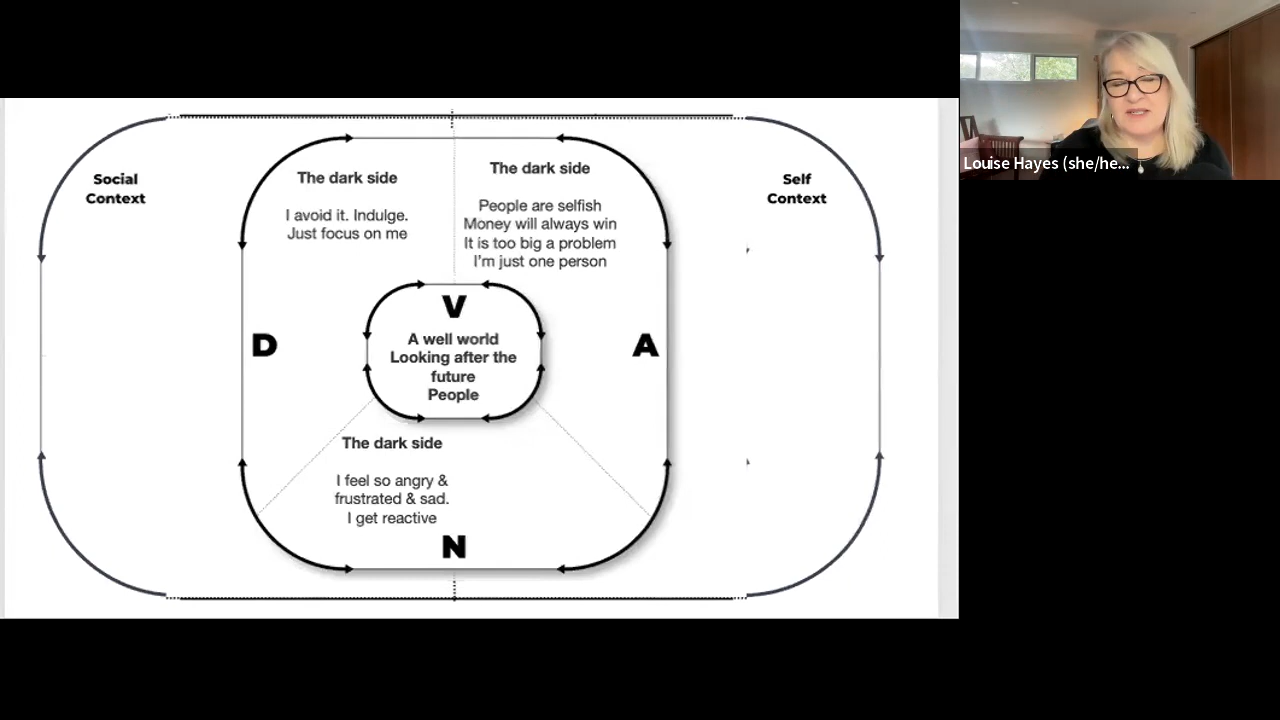 Social
Context
The dark side
I avoid it. Indulge.
Just focus on me
The dark side
People are selfish
Money will always win
It is too big a problem
I'm just one person
Self
Context
D
V
A well world
Looking after the
future
People
A
The dark side
I feel so angry &
frustrated & sad.
I get reactive
N
Louise Hayes (she/he...